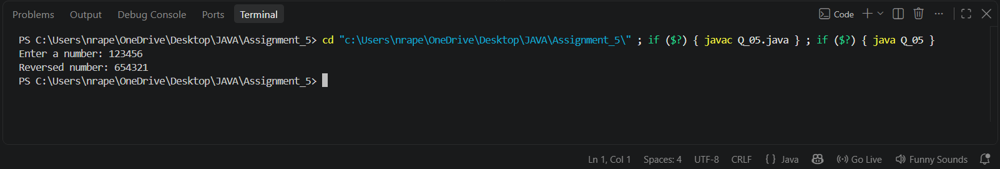 Problems Output Debug Console Ports Terminal Code
PS C:\Users\nrape\OneDrive\Desktop\JAVA\Assignment_5> cd "c:\Users\nrape\OneDrive\Desktop\JAVA\Assignment_5\" ; if ($?) { javac Q_05.java } ; if ($?) { java Q_05 }
Enter a number: 123456
Reversed number: 654321
PS C:\Users\nrape\OneDrive\Desktop\JAVA\Assignment_5>
Ln 1, Col 1 Spaces: 4 UTF-8 CRLF { } Java Go Live Funny Sounds